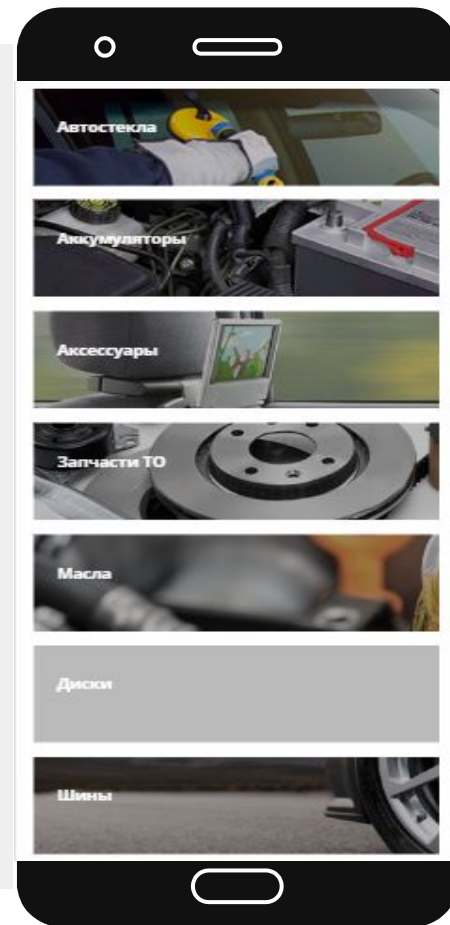 Автостекла
Аккумуляторы
Аксессуары
Запчасти ТО
Масла
Диски
Шины